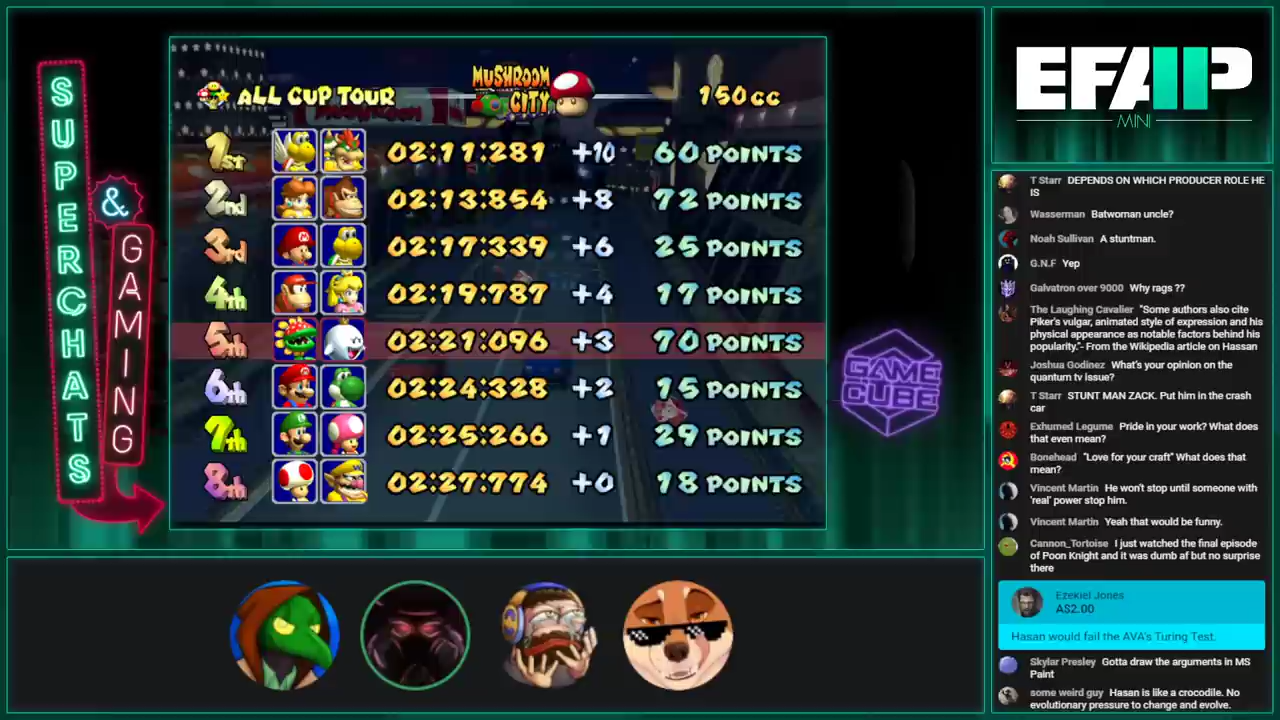 SUPERCHATS
&
GAMING
ALL CUP TOUR
MUSHROOM
CITY
150cc
1st 02:11:281 +10 60 POINTS
2nd 02:13:854 +8 72 POINTS
3rd 02:17:339 +6 25 POINTS
4th 02:19:787 +4 17 POINTS
5th 02:21:096 +3 70 POINTS
6th 02:24:328 +2 15 POINTS
7th 02:25:266 +1 29 POINTS
8th 02:27:774 +0 18 POINTS
GAME
CUBE
EFAP
MINI
T Starr DEPENDS ON WHICH PRODUCER ROLE HE
IS
Wasserman Batwoman uncle?
Noah Sullivan A stuntman.
G.N.F Yep
Galvatron over 9000 Why rags ??
The Laughing Cavalier "Some authors also cite
Piker's vulgar, animated style of expression and his
physical appearance as notable factors behind his
popularity."- From the Wikipedia article on Hassan
Joshua Godinez What's your opinion on the
quantum tv issue?
T Starr STUNT MAN ZACK. Put him in the crash
car
Exhumed Legume Pride in your work? What does
that even mean?
Bonehead "Love for your craft" What does that
mean?
Vincent Martin He won't stop until someone with
'real' power stop him.
Vincent Martin Yeah that would be funny.
Cannon_Tortoise I just watched the final episode
of Poon Knight and it was dumb af but no surprise
there
Ezekiel Jones
A$2.00
Hasan would fail the AVA's Turing Test.
Skylar Presley Gotta draw the arguments in MS
Paint
some weird guy Hasan is like a crocodile. No
evolutionary pressure to change and evolve.